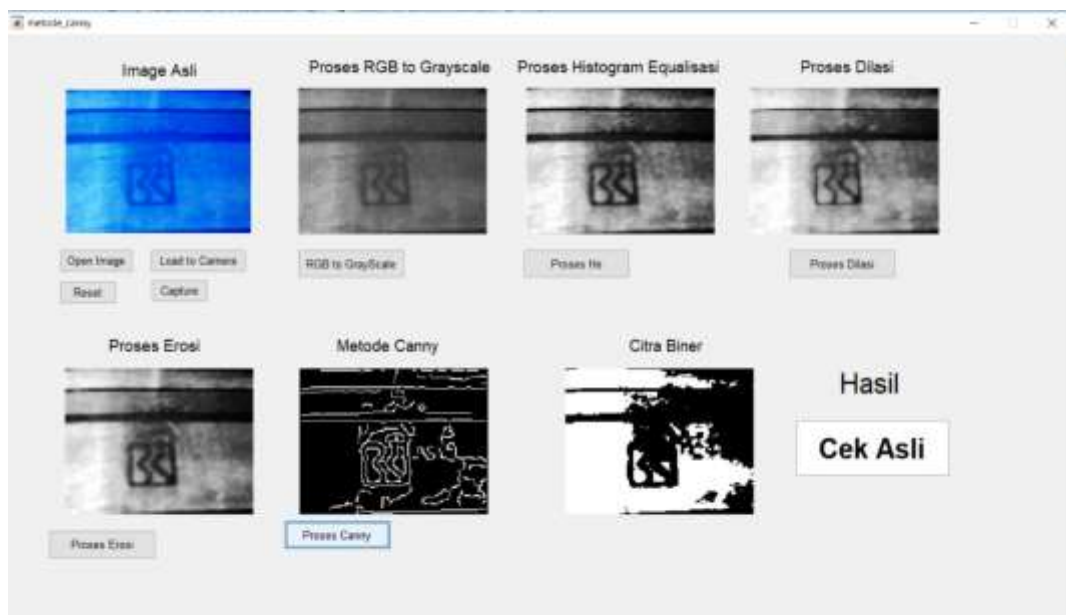 metode_canny
Image Asli
Proses RGB to Grayscale
Proses Histogram Equalisasi
Proses Dilasi
Open Image
Load to Camera
RGB to GrayScale
Proses He
Proses Dilasi
Reset
Capture
Proses Erosi
Metode Canny
Citra Biner
Hasil
Cek Asli
Proses Erosi
Proses Canny